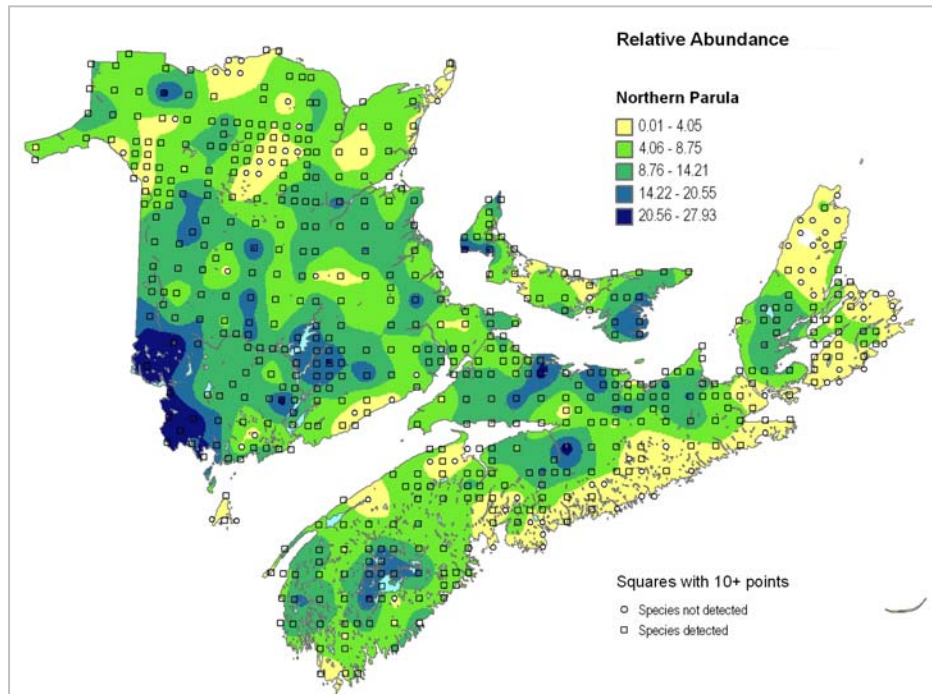 Relative Abundance
Northern Parula
0.01 - 4.05
4.06 - 8.75
8.76 - 14.21
14.22 - 20.55
20.56 - 27.93
Squares with 10+ points
Species not detected
Species detected